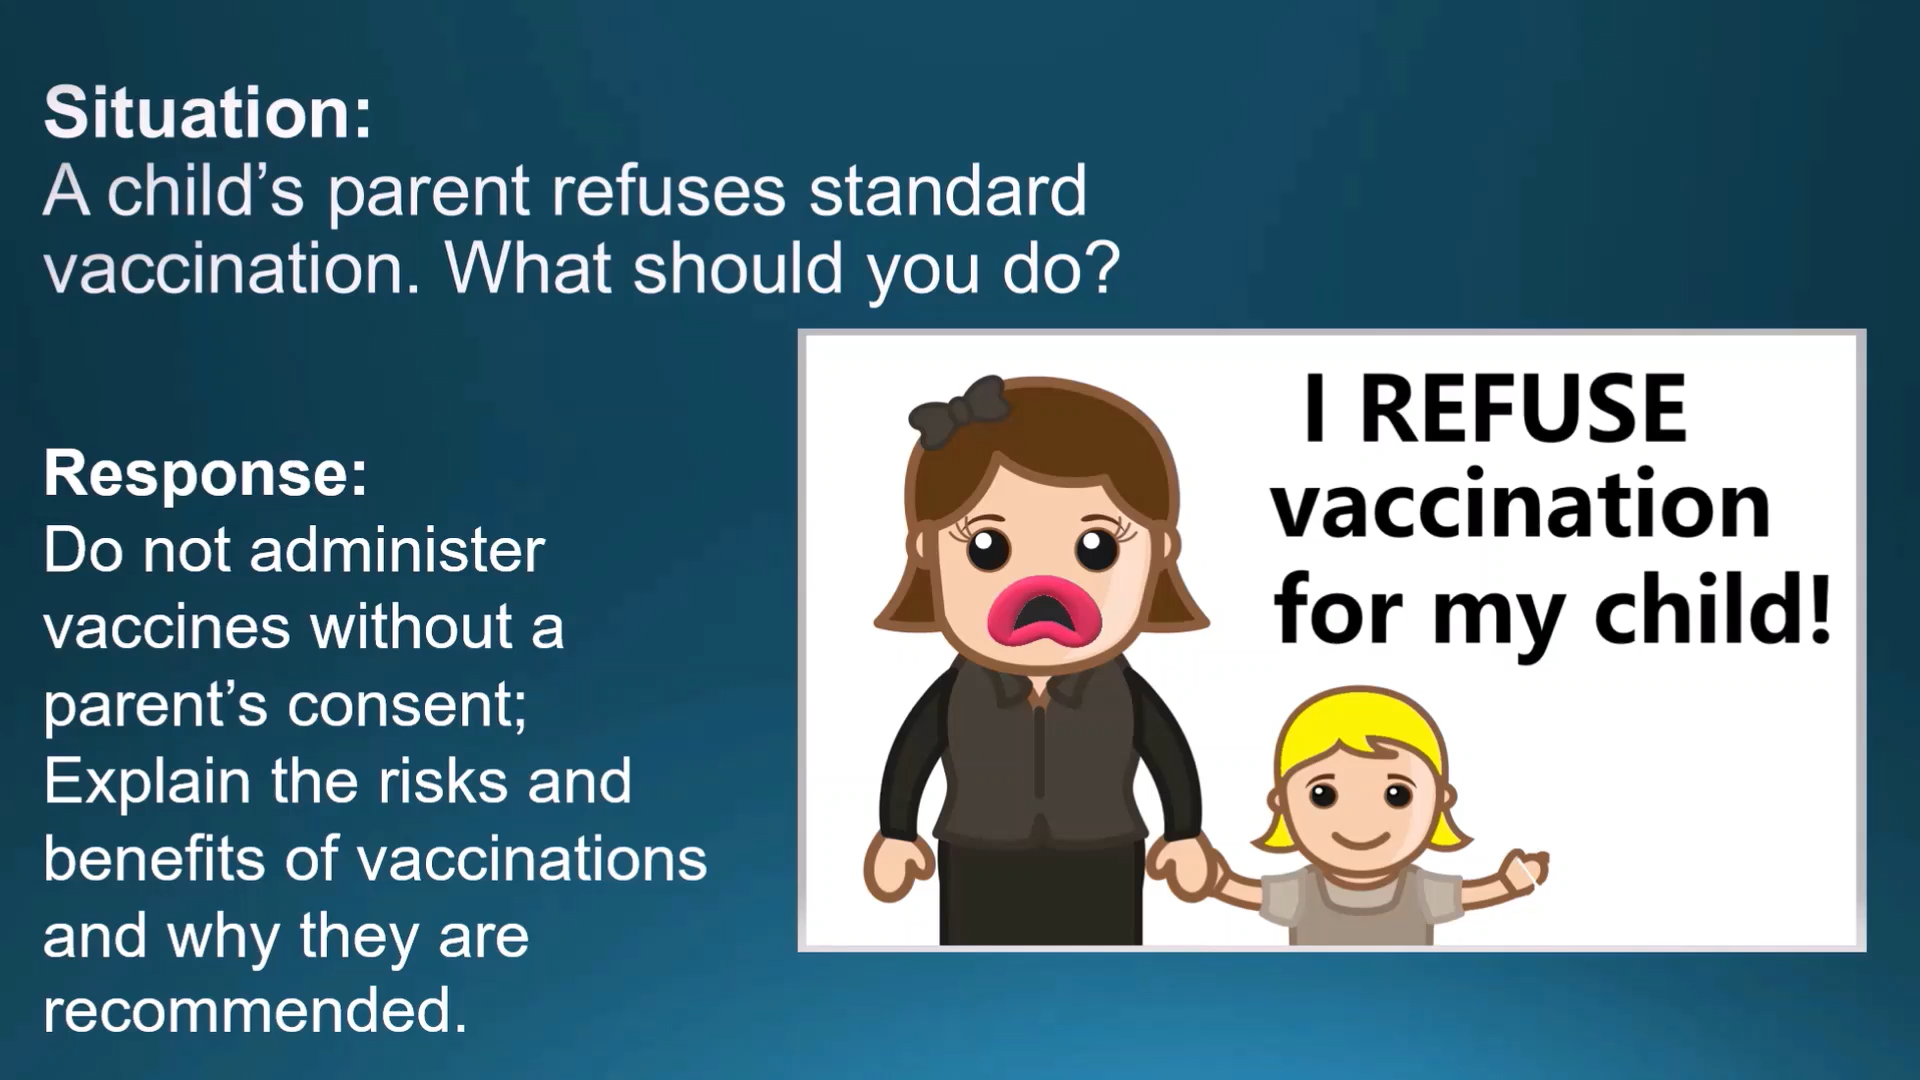 Situation:
A child’s parent refuses standard
vaccination. What should you do?
I REFUSE
vaccination
for my child!
Response:
Do not administer
vaccines without a
parent’s consent;
Explain the risks and
benefits of vaccinations
and why they are
recommended.